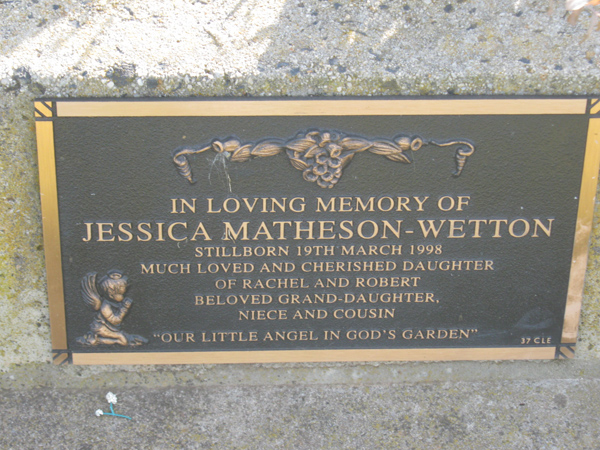 IN LOVING MEMORY OF
JESSICA MATHESON-WETTON
STILLBORN 19TH MARCH 1998
MUCH LOVED AND CHERISHED DAUGHTER
OF RACHEL AND ROBERT
BELOVED GRAND-DAUGHTER,
NIECE AND COUSIN
"OUR LITTLE ANGEL IN GOD'S GARDEN"
37 CLE